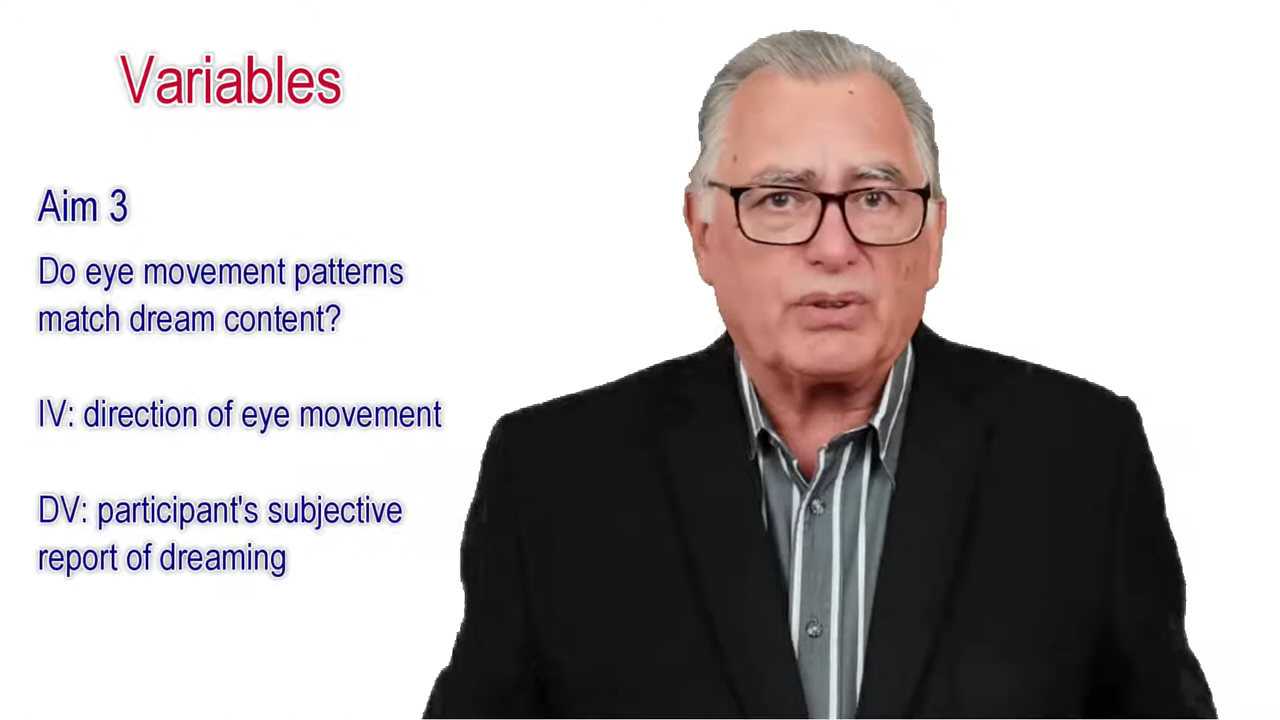 Variables
Aim 3
Do eye movement patterns
match dream content?
IV: direction of eye movement
DV: participant's subjective
report of dreaming